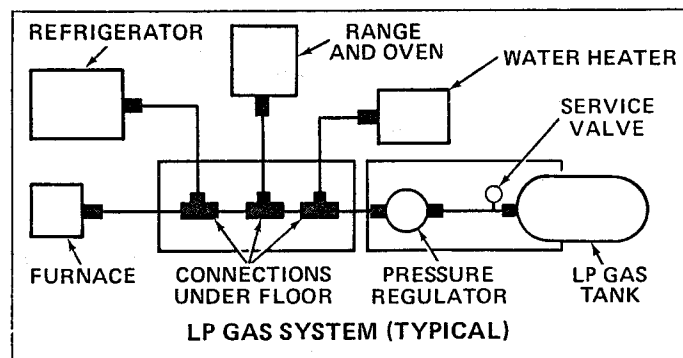 REFRIGERATOR
RANGE
AND OVEN
WATER HEATER
SERVICE
VALVE
FURNACE
CONNECTIONS
UNDER FLOOR
PRESSURE
REGULATOR
LP GAS
TANK
LP GAS SYSTEM (TYPICAL)